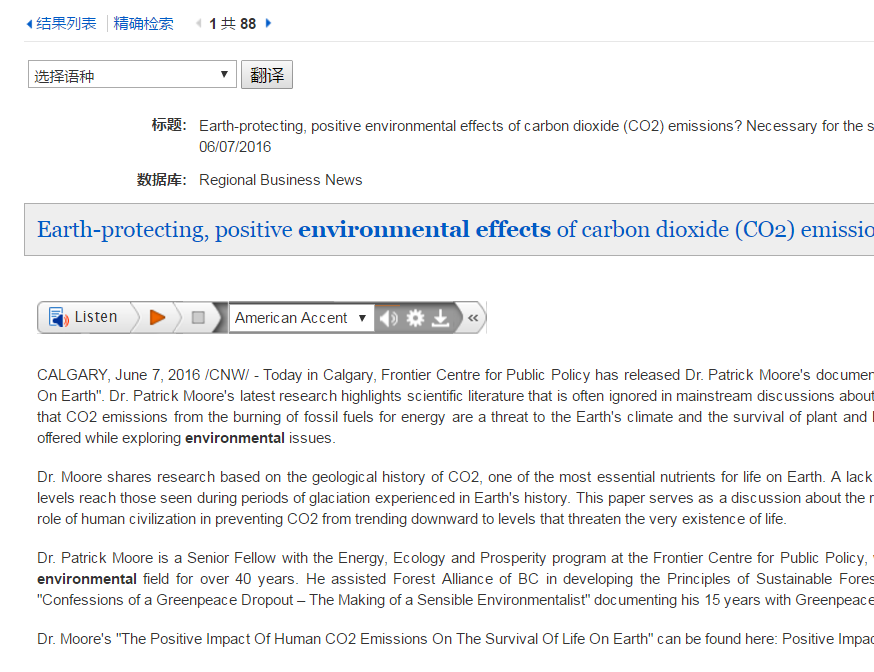 结果列表 精确检索 1 共 88
选择语种 翻译
标题: Earth-protecting, positive environmental effects of carbon dioxide (CO2) emissions? Necessary for the
06/07/2016
数据库: Regional Business News
Earth-protecting, positive environmental effects of carbon dioxide (CO2) emissio
Listen American Accent «
CALGARY, June 7, 2016 /CNW/ - Today in Calgary, Frontier Centre for Public Policy has released Dr. Patrick Moore's documen
On Earth". Dr. Patrick Moore's latest research highlights scientific literature that is often ignored in mainstream discussions about
that CO2 emissions from the burning of fossil fuels for energy are a threat to the Earth's climate and the survival of plant and
offered while exploring environmental issues.
Dr. Moore shares research based on the geological history of CO2, one of the most essential nutrients for life on Earth. A lack
levels reach those seen during periods of glaciation experienced in Earth's history. This paper serves as a discussion about the
role of human civilization in preventing CO2 from trending downward to levels that threaten the very existence of life.
Dr. Patrick Moore is a Senior Fellow with the Energy, Ecology and Prosperity program at the Frontier Centre for Public Policy,
environmental field for over 40 years. He assisted Forest Alliance of BC in developing the Principles of Sustainable Fores
"Confessions of a Greenpeace Dropout – The Making of a Sensible Environmentalist" documenting his 15 years with Greenpeace
Dr. Moore's "The Positive Impact Of Human CO2 Emissions On The Survival Of Life On Earth" can be found here: Positive Impac